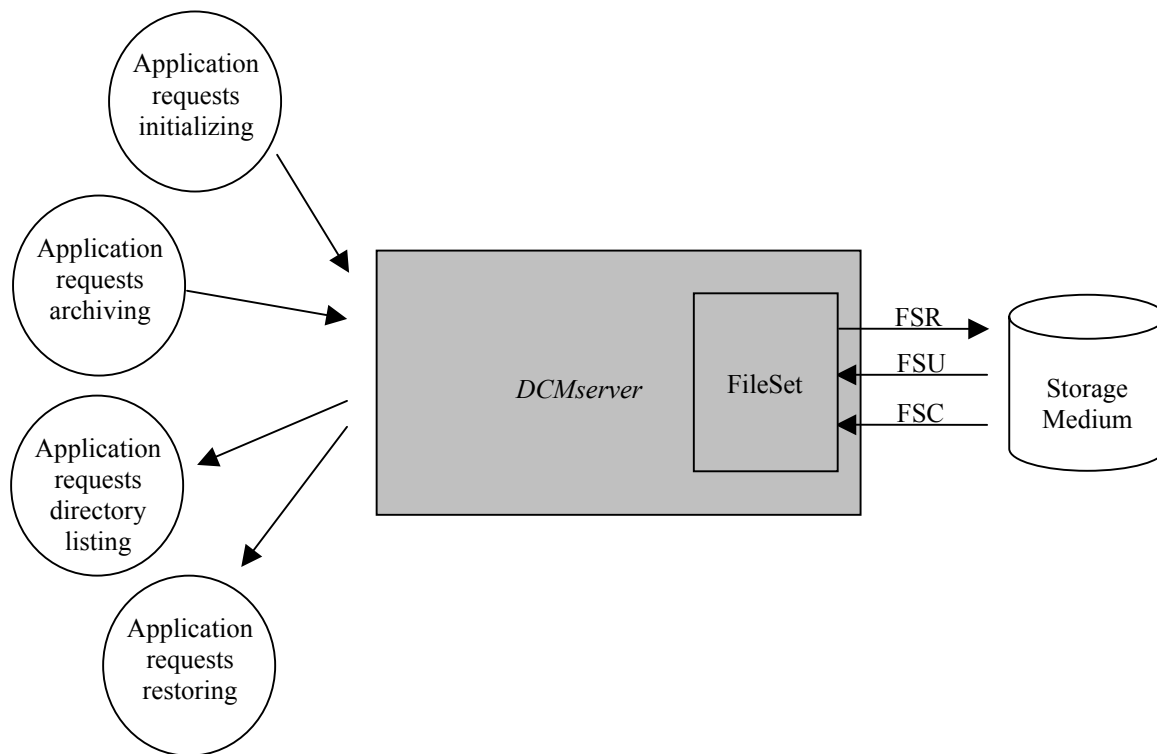 Application
requests
initializing
Application
requests
archiving
Application
requests
directory
listing
Application
requests
restoring
DCMserver
FileSet
FSR
FSU
FSC
Storage
Medium